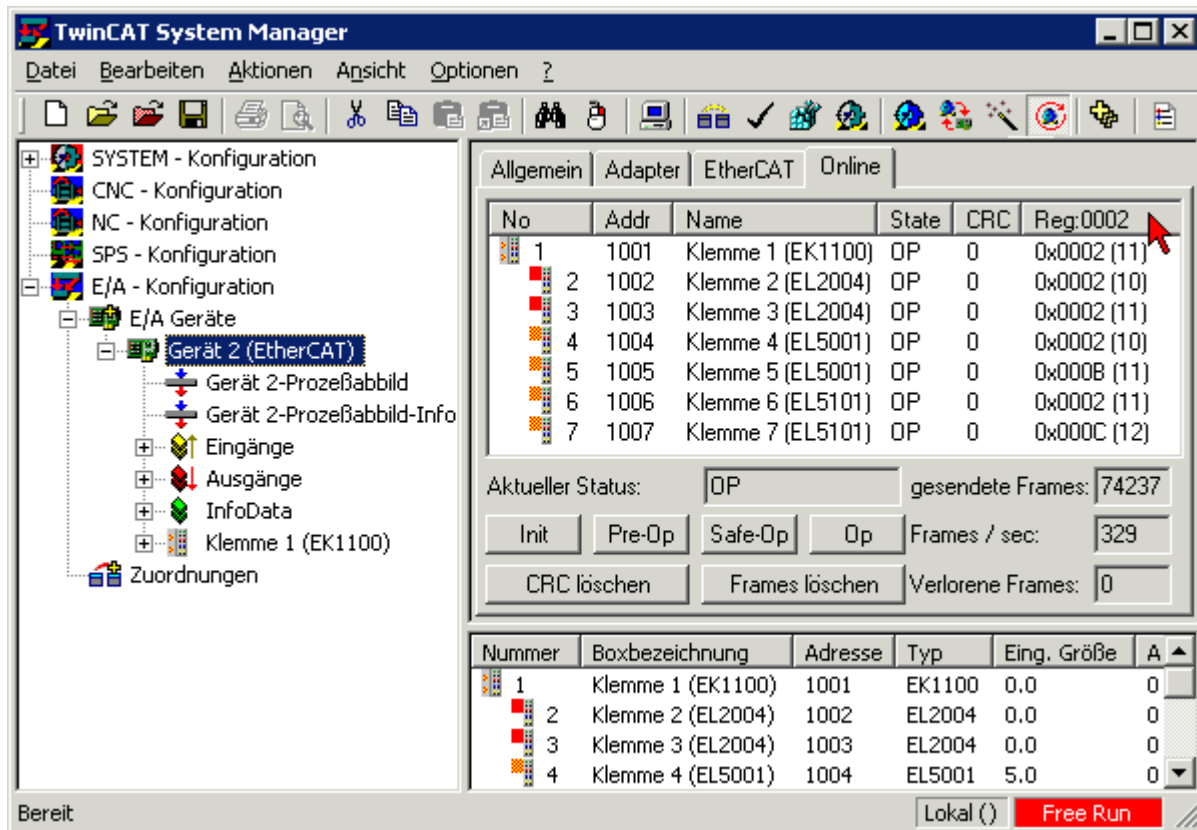 TwinCAT System Manager
Datei Bearbeiten Aktionen Ansicht Optionen ?
SYSTEM - Konfiguration
CNC - Konfiguration
NC - Konfiguration
SPS - Konfiguration
E/A - Konfiguration
E/A Geräte
Gerät 2 (EtherCAT)
Gerät 2-Prozeßabbild
Gerät 2-Prozeßabbild-Info
Eingänge
Ausgänge
InfoData
Klemme 1 (EK1100)
Zuordnungen
Allgemein Adapter EtherCAT Online
No Addr Name State CRC Reg:0002
1 1001 Klemme 1 (EK1100) OP 0 0x0002 (11)
2 1002 Klemme 2 (EL2004) OP 0 0x0002 (10)
3 1003 Klemme 3 (EL2004) OP 0 0x0002 (11)
4 1004 Klemme 4 (EL5001) OP 0 0x0002 (10)
5 1005 Klemme 5 (EL5001) OP 0 0x000B (11)
6 1006 Klemme 6 (EL5101) OP 0 0x0002 (11)
7 1007 Klemme 7 (EL5101) OP 0 0x000C (12)
Aktueller Status: OP gesendete Frames: 74237
Init Pre-Op Safe-Op Op Frames / sec: 329
CRC löschen Frames löschen Verlorene Frames: 0
Nummer Boxbezeichnung Adresse Typ Eing. Größe A
1 Klemme 1 (EK1100) 1001 EK1100 0.0 0
2 Klemme 2 (EL2004) 1002 EL2004 0.0 0
3 Klemme 3 (EL2004) 1003 EL2004 0.0 0
4 Klemme 4 (EL5001) 1004 EL5001 5.0 0
Bereit Lokal () Free Run